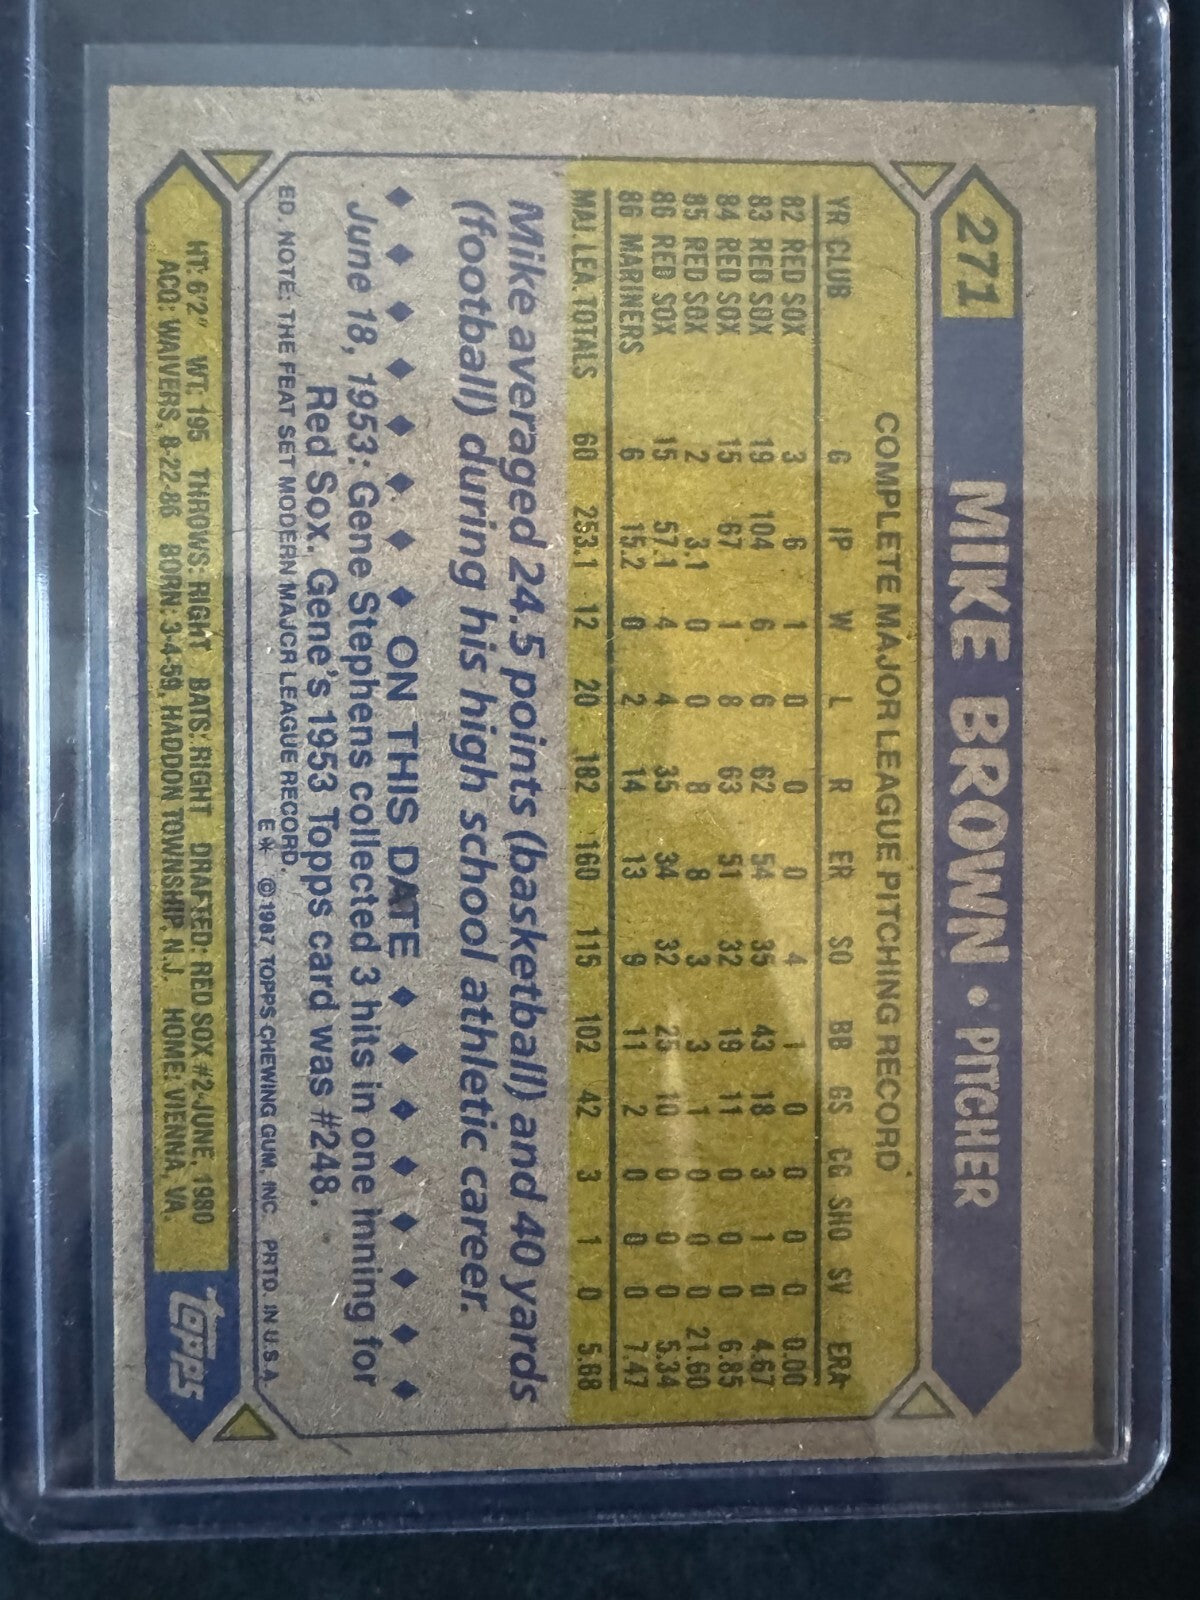 271
MIKE BROWN • PITCHER
COMPLETE MAJOR LEAGUE PITCHING RECORD
YR CLUB G IP W L R ER SO BB GS CG SHO SV ERA
82 RED SOX 3 6 1 0 0 0 4 1 0 0 0 0 0.00
83 RED SOX 19 104 6 6 62 54 35 43 18 3 1 0 4.67
84 RED SOX 15 67 1 8 63 51 32 19 11 0 0 0 6.85
85 RED SOX 2 3.1 0 0 8 8 3 3 1 0 0 0 21.60
86 RED SOX 15 57.1 4 4 35 34 32 25 10 0 0 0 5.34
86 MARINERS 6 15.2 0 2 14 13 9 11 2 0 0 0 7.47
MAJ. LEA. TOTALS 60 253.1 12 20 182 160 115 102 42 3 1 0 5.68
Mike averaged 24.5 points (basketball) and 40 yards
(football) during his high school athletic career.
ON THIS DATE
June 18, 1953: Gene Stephens collected 3 hits in one inning for
Red Sox. Gene's 1953 Topps card was #248.
ED. NOTE: THE FEAT SET MODERN MAJOR LEAGUE RECORD.
E* © 1987 TOPPS CHEWING GUM, INC. PRTD. IN U.S.A.
HT: 6'2" WT: 195 THROWS: RIGHT BATS: RIGHT DRAFTED: RED SOX #2-JUNE, 1980
ACQ: WAIVERS, 8-22-86 BORN: 3-4-59, HADDON TOWNSHIP, N.J. HOME: VIENNA, VA.
topps